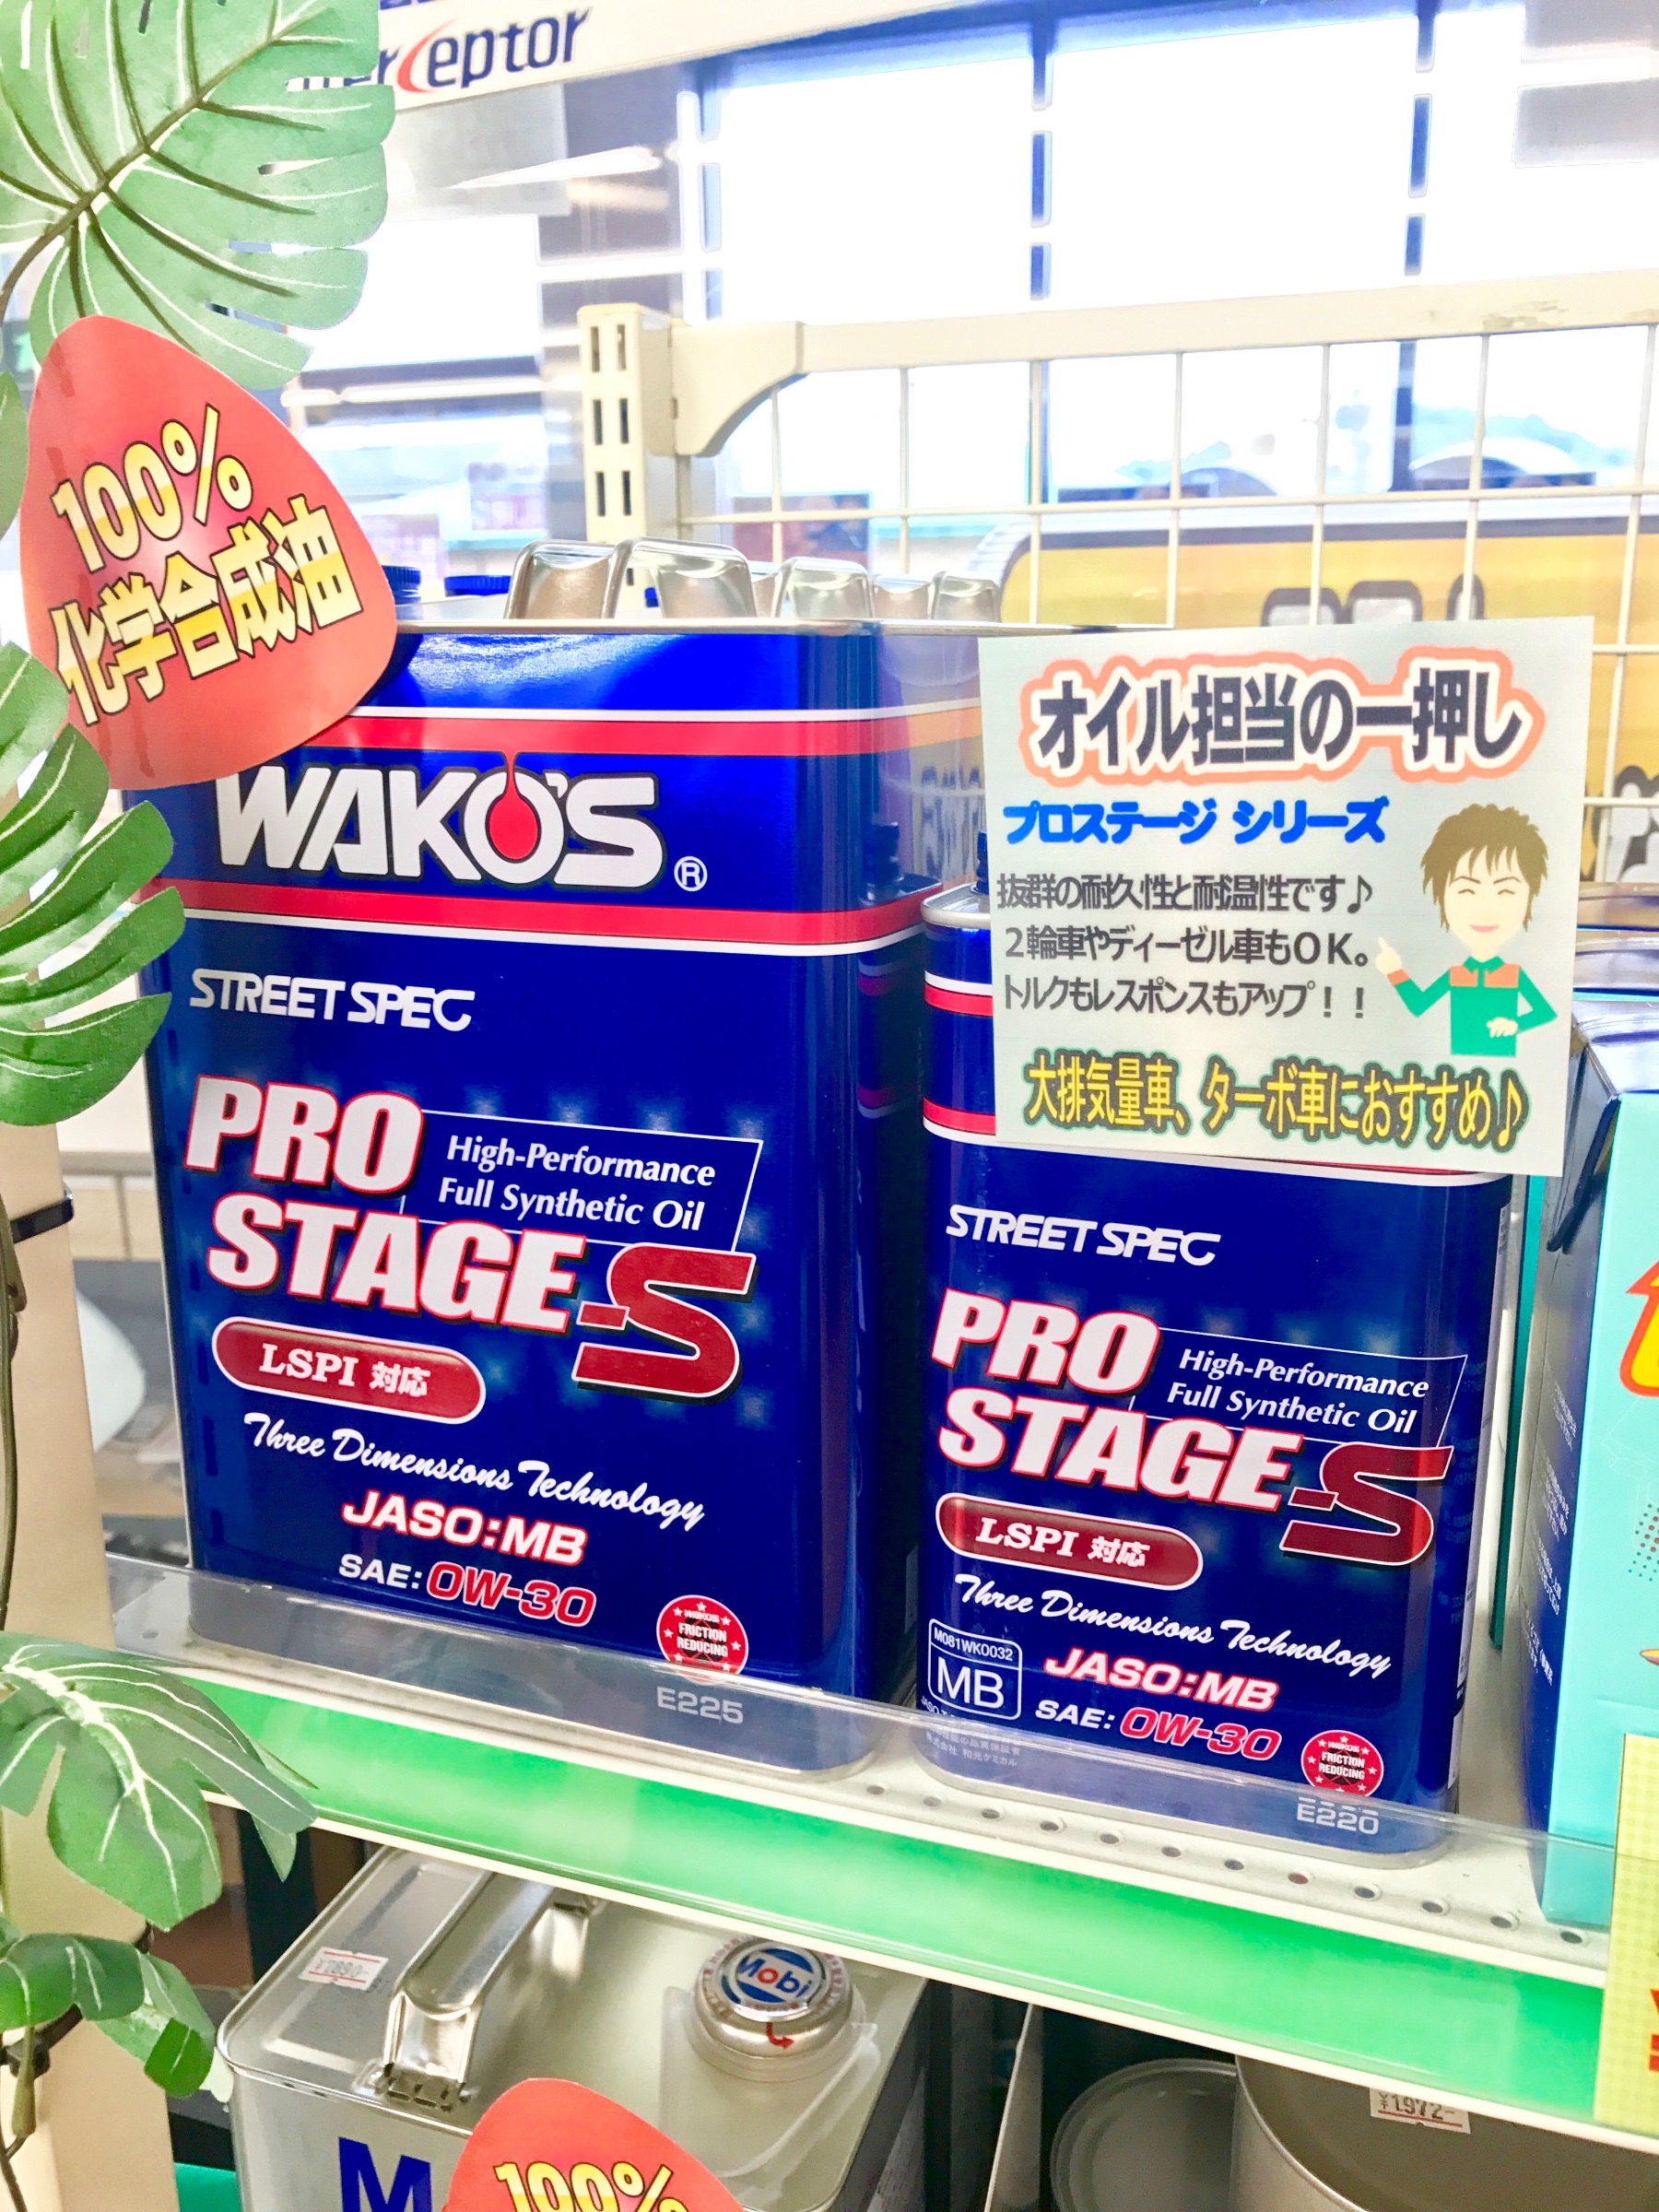 100%
化学合成油
WAKO'S®
STREET SPEC
PRO
STAGE-S
High-Performance
Full Synthetic Oil
LSPI 対応
Three Dimensions Technology
JASO:MB
SAE:0W-30
WAKOS
FRICTION
REDUCING
E225
オイル担当の一押し
プロステージ シリーズ
抜群の耐久性と耐温性です♪
2輪車やディーゼル車もOK。
トルクもレスポンスもアップ!!
大排気量車、ターボ車におすすめ♪
STREET SPEC
PRO
STAGE-S
High-Performance
Full Synthetic Oil
LSPI 対応
Three Dimensions Technology
M081WK0032
MB
JASO:MB
SAE:0W-30
WAKOS
FRICTION
REDUCING
E220
Mobil
¥7890-
¥1972-
M
100%